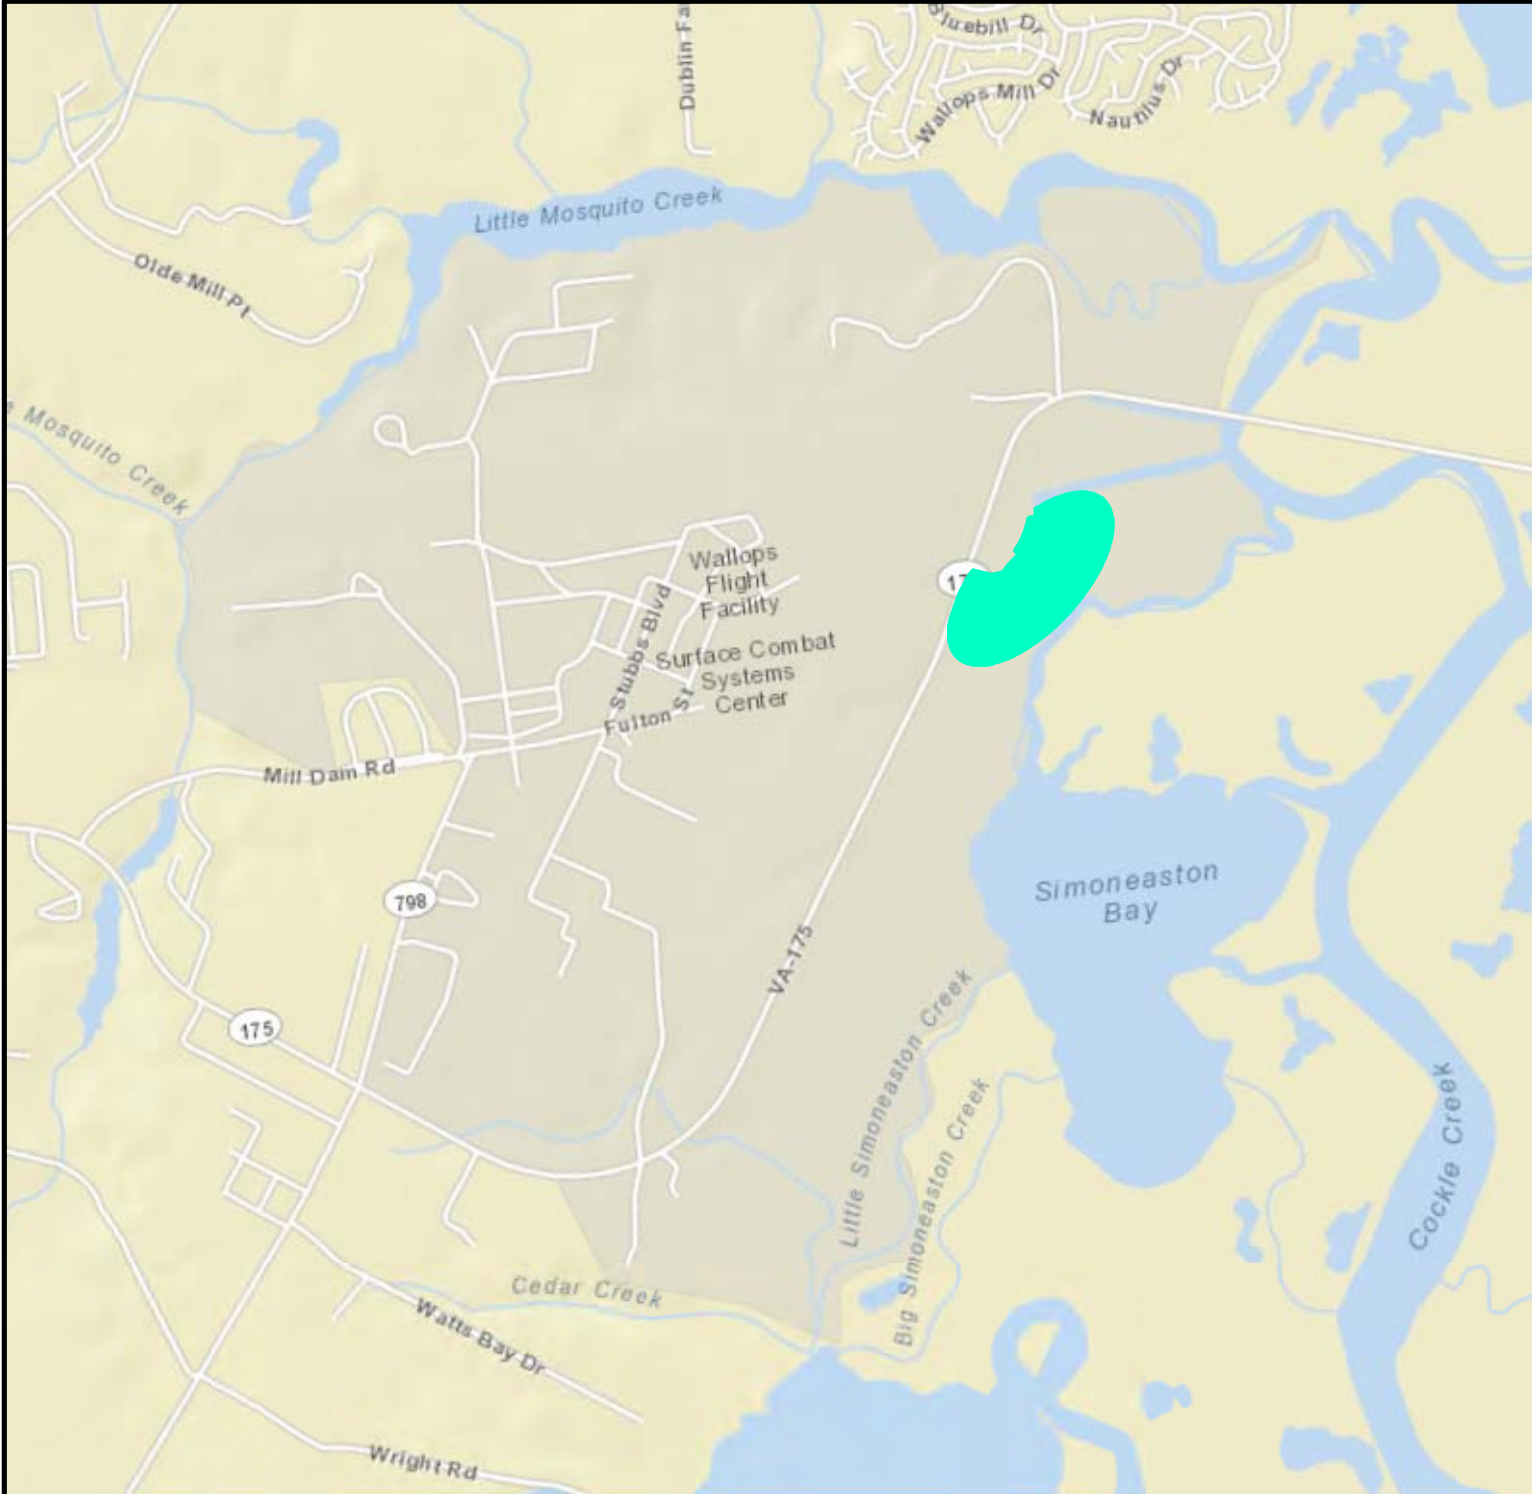 Bluebill Dr
Dublin Fa
Wallops Mill Dr
Nautilus Dr
Little Mosquito Creek
Olde Mill Pt
e Mosquito Creek
Wallops
Flight
Facility
17
Stubbs Blvd
Surface Combat
Systems
Center
Fulton St
Mill Dam Rd
Simoneaston
Bay
798
VA-175
175
Little Simoneaston Creek
Big Simoneaston Creek
Cockle Creek
Cedar Creek
Watts Bay Dr
Wright Rd